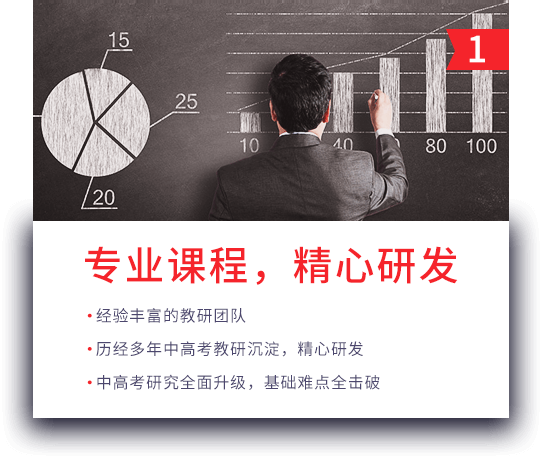 15
1
25
10
40
80
100
20
专业课程，精心研发
经验丰富的教研团队
历经多年中高考教研沉淀，精心研发
中高考研究全面升级，基础难点全击破